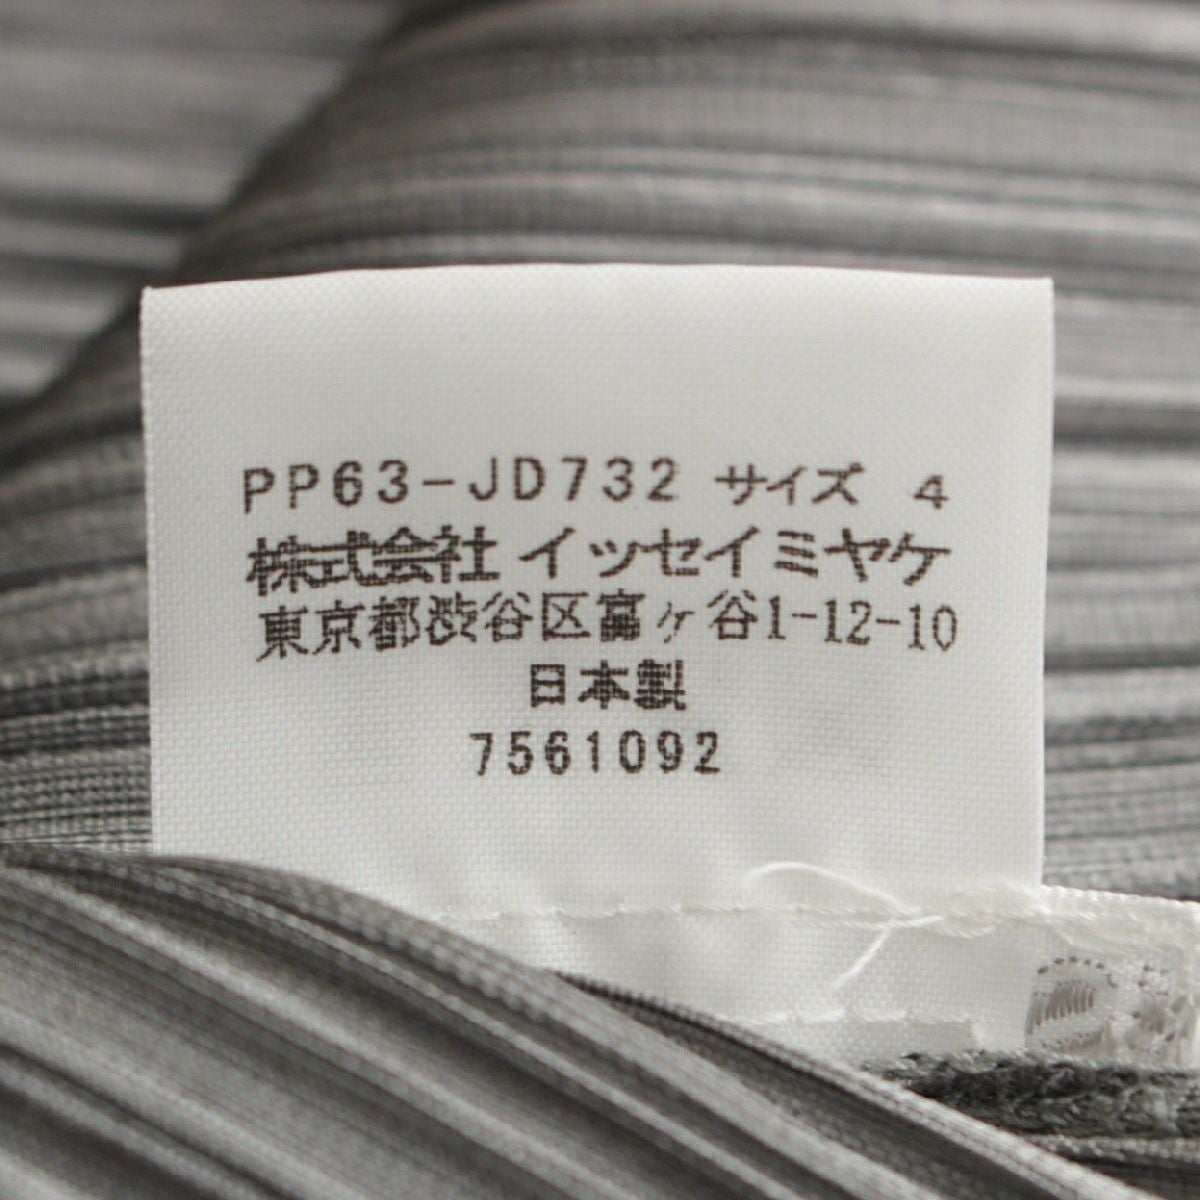 PP63-JD732 サイズ 4
株式会社 イッセイミヤケ
東京都渋谷区富ヶ谷1-12-10
日本製
7561092